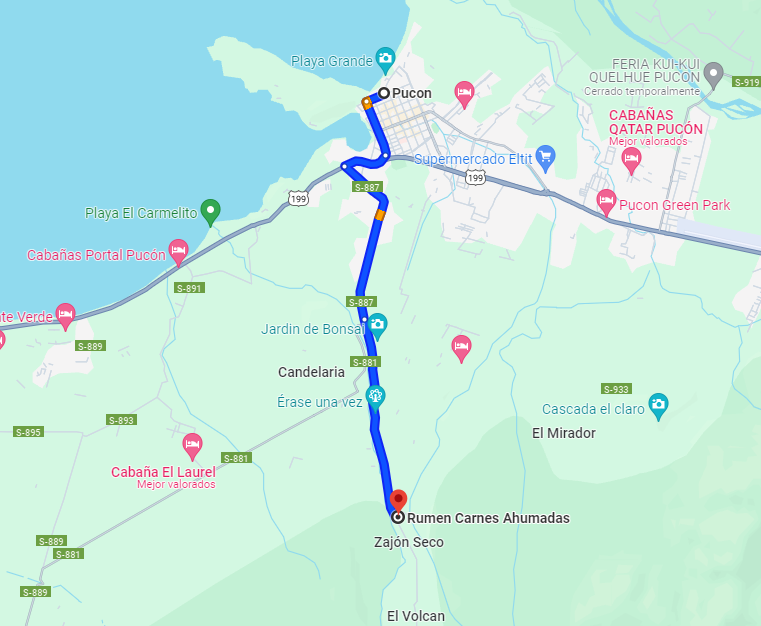 Playa Grande
FERIA KUI-KUI
QUELHUE PUCON
Cerrado temporalmente
S-919
Pucon
CABAÑAS
QATAR PUCÓN
Mejor valorados
Supermercado Eltit
199
S-887
199
Playa El Carmelito
Pucon Green Park
Cabañas Portal Pucón
S-891
S-887
nte Verde
Jardin de Bonsai
S-889
S-881
Candelaria
S-933
Érase una vez
Cascada el claro
S-893
S-895
El Mirador
S-881
Cabaña El Laurel
Mejor valorados
Rumen Carnes Ahumadas
S-889
Zajón Seco
S-881
S-889
El Volcan